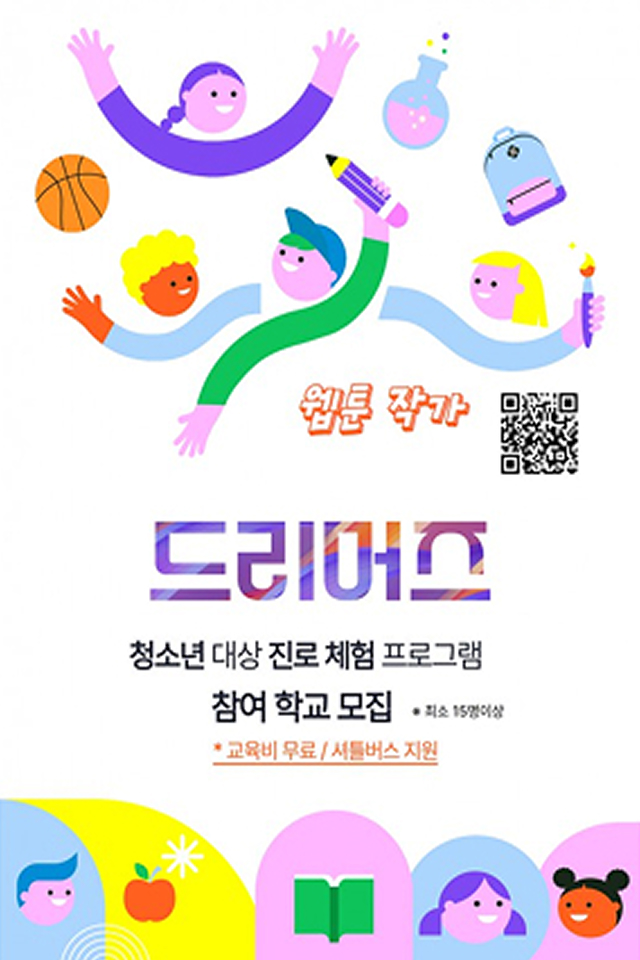 웹툰 작가
드리머즈
청소년 대상 진로 체험 프로그램
참여 학교 모집 * 최소 15명이상
* 교육비 무료 / 셔틀버스 지원